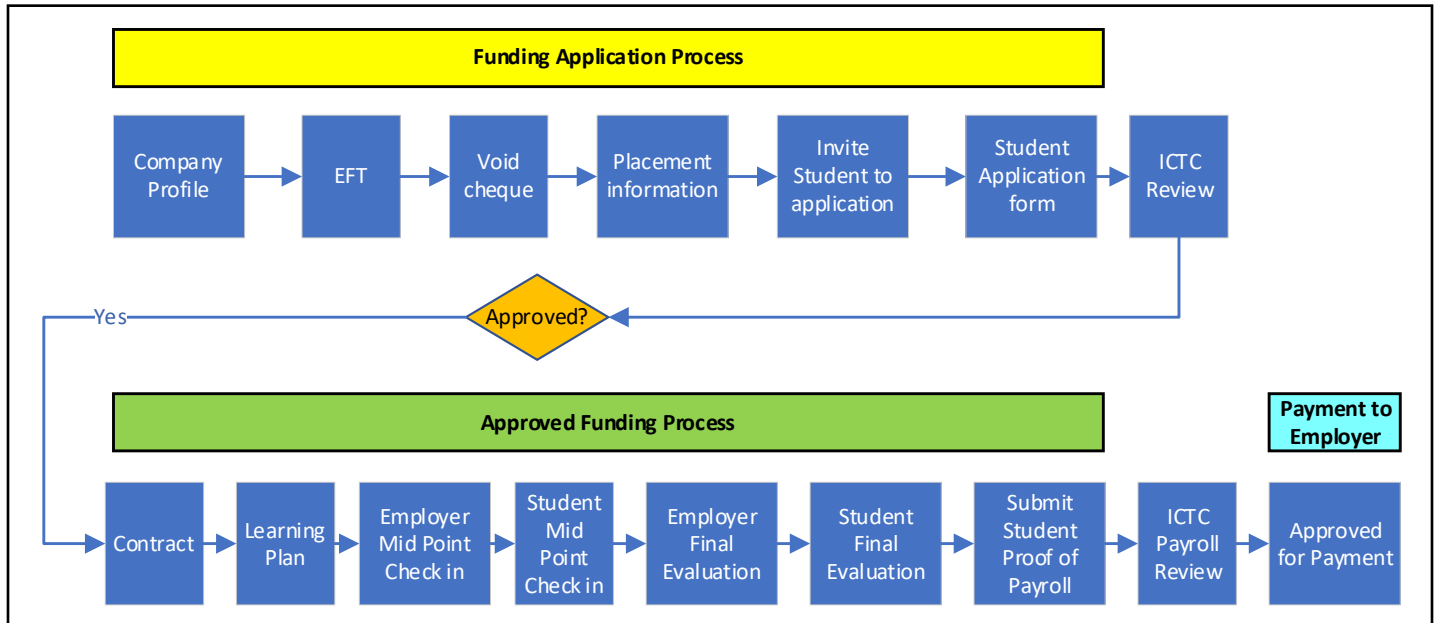 Funding Application Process
Company
Profile
EFT
Void
cheque
Placement
information
Invite
Student to
application
Student
Application
form
ICTC
Review
Yes
Approved?
Approved Funding Process
Payment to
Employer
Contract
Learning
Plan
Employer
Mid Point
Check in
Student
Mid
Point
Check in
Employer
Final
Evaluation
Student
Final
Evaluation
Submit
Student
Proof of
Payroll
ICTC
Payroll
Review
Approved
for Payment